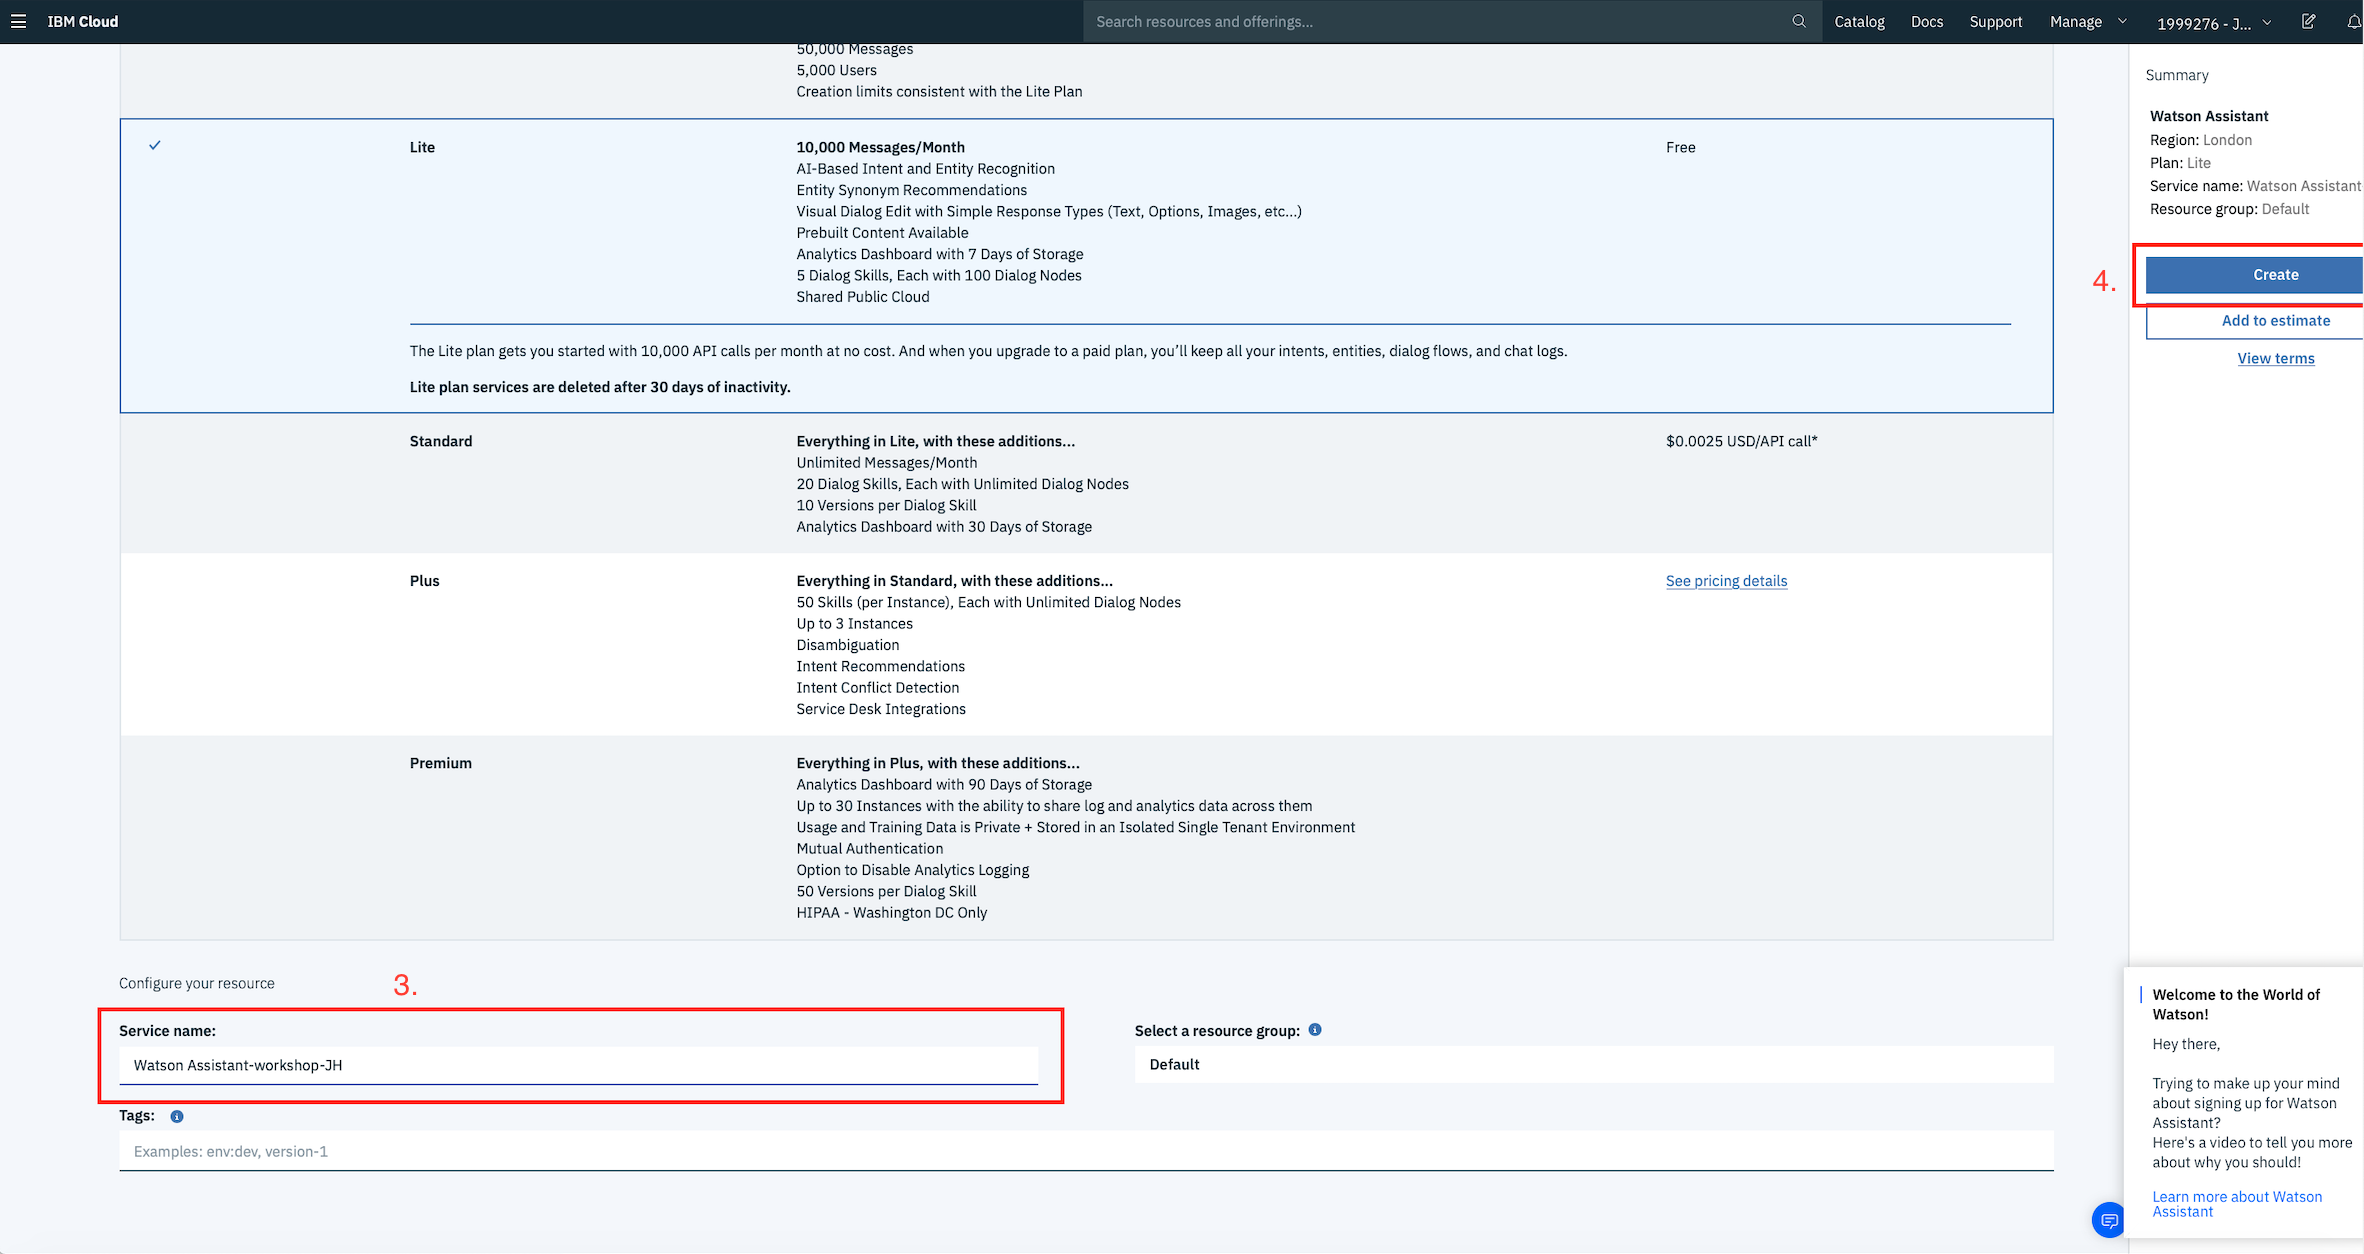 IBM Cloud
Search resources and offerings...
Catalog
Docs
Support
Manage
1999276 - J...
50,000 Messages
5,000 Users
Creation limits consistent with the Lite Plan
Lite
10,000 Messages/Month
Free
AI-Based Intent and Entity Recognition
Entity Synonym Recommendations
Visual Dialog Edit with Simple Response Types (Text, Options, Images, etc...)
Prebuilt Content Available
Analytics Dashboard with 7 Days of Storage
5 Dialog Skills, Each with 100 Dialog Nodes
Shared Public Cloud
The Lite plan gets you started with 10,000 API calls per month at no cost. And when you upgrade to a paid plan, you’ll keep all your intents, entities, dialog flows, and chat logs.
Lite plan services are deleted after 30 days of inactivity.
Standard
Everything in Lite, with these additions...
$0.0025 USD/API call*
Unlimited Messages/Month
20 Dialog Skills, Each with Unlimited Dialog Nodes
10 Versions per Dialog Skill
Analytics Dashboard with 30 Days of Storage
Plus
Everything in Standard, with these additions...
See pricing details
50 Skills (per Instance), Each with Unlimited Dialog Nodes
Up to 3 Instances
Disambiguation
Intent Recommendations
Intent Conflict Detection
Service Desk Integrations
Premium
Everything in Plus, with these additions...
Analytics Dashboard with 90 Days of Storage
Up to 30 Instances with the ability to share log and analytics data across them
Usage and Training Data is Private + Stored in an Isolated Single Tenant Environment
Mutual Authentication
Option to Disable Analytics Logging
50 Versions per Dialog Skill
HIPAA - Washington DC Only
Configure your resource
3.
Service name:
Watson Assistant-workshop-JH
Select a resource group:
Default
Tags:
Examples: env:dev, version-1
Summary
Watson Assistant
Region: London
Plan: Lite
Service name: Watson Assistant
Resource group: Default
4.
Create
Add to estimate
View terms
Welcome to the World of
Watson!
Hey there,
Trying to make up your mind
about signing up for Watson
Assistant?
Here's a video to tell you more
about why you should!
Learn more about Watson
Assistant